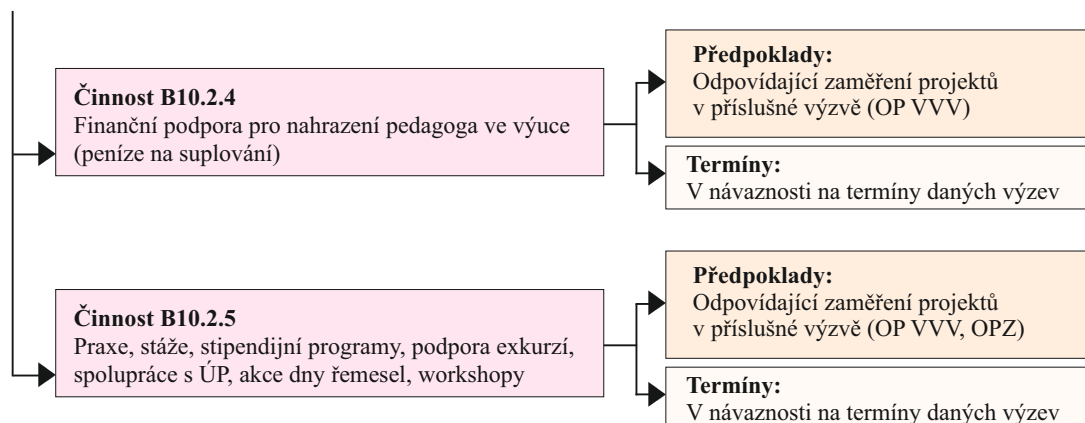 Činnost B10.2.4
Finanční podpora pro nahrazení pedagoga ve výuce
(peníze na suplování)
Předpoklady:
Odpovídající zaměření projektů
v příslušné výzvě (OP VVV)
Termíny:
V návaznosti na termíny daných výzev
Činnost B10.2.5
Praxe, stáže, stipendijní programy, podpora exkurzí,
spolupráce s ÚP, akce dny řemesel, workshopy
Předpoklady:
Odpovídající zaměření projektů
v příslušné výzvě (OP VVV, OPZ)
Termíny:
V návaznosti na termíny daných výzev